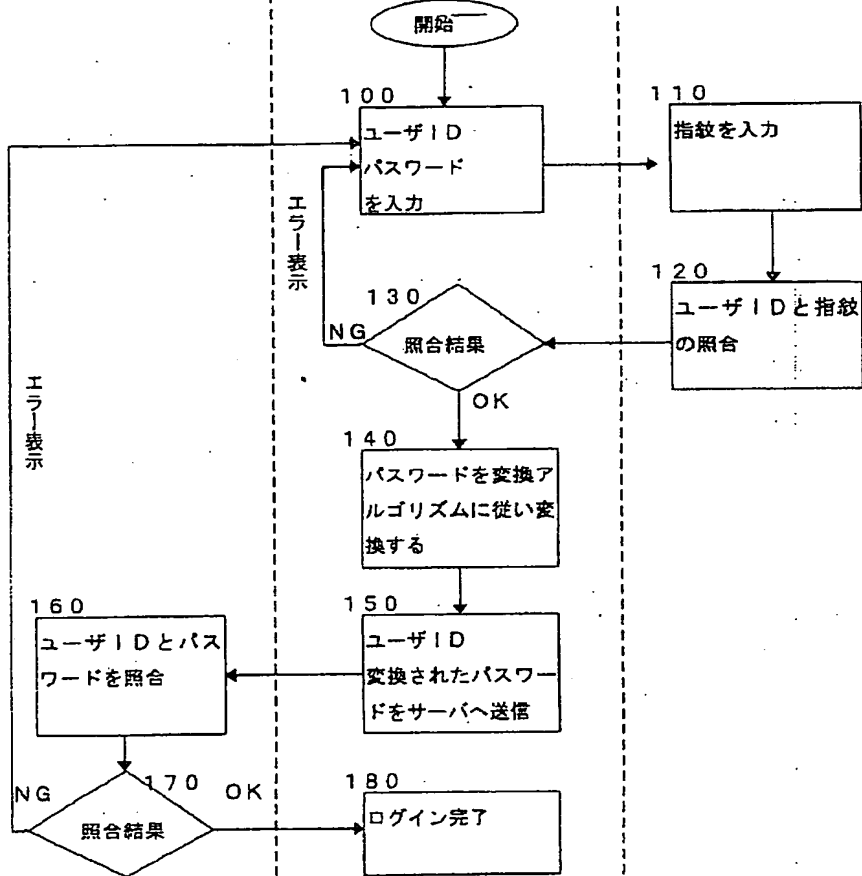 開始
100
ユーザID
パスワード
を入力
110
指紋を入力
エラー表示
120
ユーザIDと指紋
の照合
130
照合結果
NG
OK
エラー表示
140
パスワードを変換ア
ルゴリズムに従い変
換する
150
ユーザID
変換されたパスワー
ドをサーバへ送信
160
ユーザIDとパス
ワードを照合
170
照合結果
NG
OK
180
ログイン完了